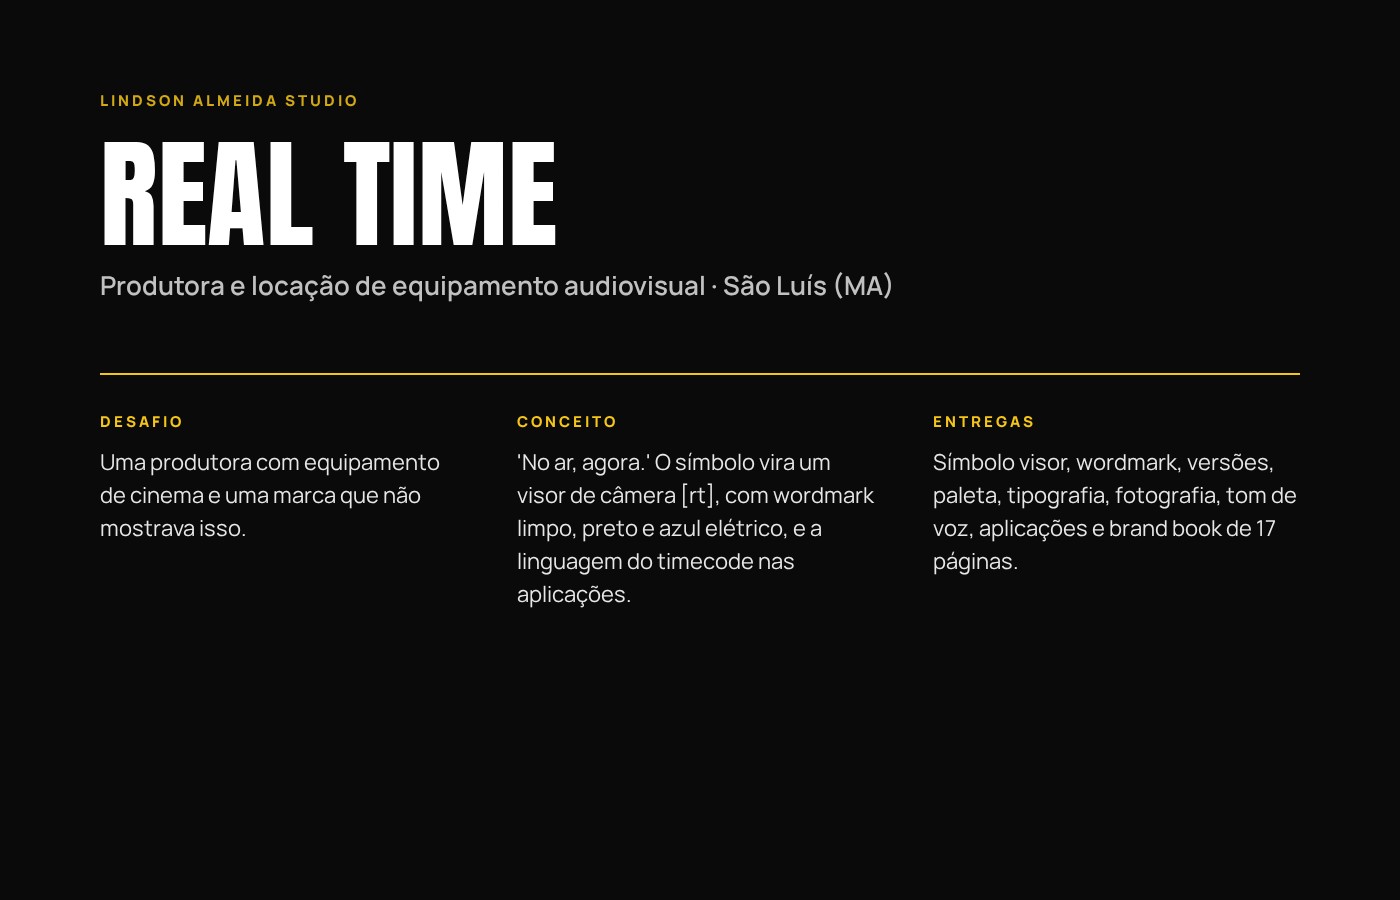 LINDSON ALMEIDA STUDIO
REAL TIME
Produtora e locação de equipamento audiovisual · São Luís (MA)
DESAFIO
Uma produtora com equipamento
de cinema e uma marca que não
mostrava isso.
CONCEITO
'No ar, agora.' O símbolo vira um
visor de câmera [rt], com wordmark
limpo, preto e azul elétrico, e a
linguagem do timecode nas
aplicações.
ENTREGAS
Símbolo visor, wordmark, versões,
paleta, tipografia, fotografia, tom de
voz, aplicações e brand book de 17
páginas.